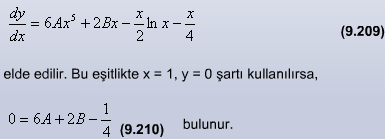 dy/dx = 6Ax⁵ + 2Bx − x/2 ln x − x/4 (9.209)
elde edilir. Bu eşitlikte x = 1, y = 0 şartı kullanılırsa,
0 = 6A + 2B − 1/4 (9.210) bulunur.